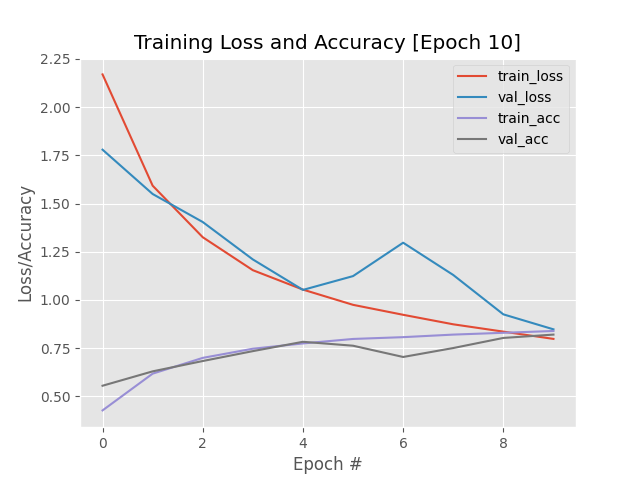 Training Loss and Accuracy [Epoch 10]
train_loss
val_loss
train_acc
val_acc
Loss/Accuracy
2.25
2.00
1.75
1.50
1.25
1.00
0.75
0.50
0 2 4 6 8
Epoch #